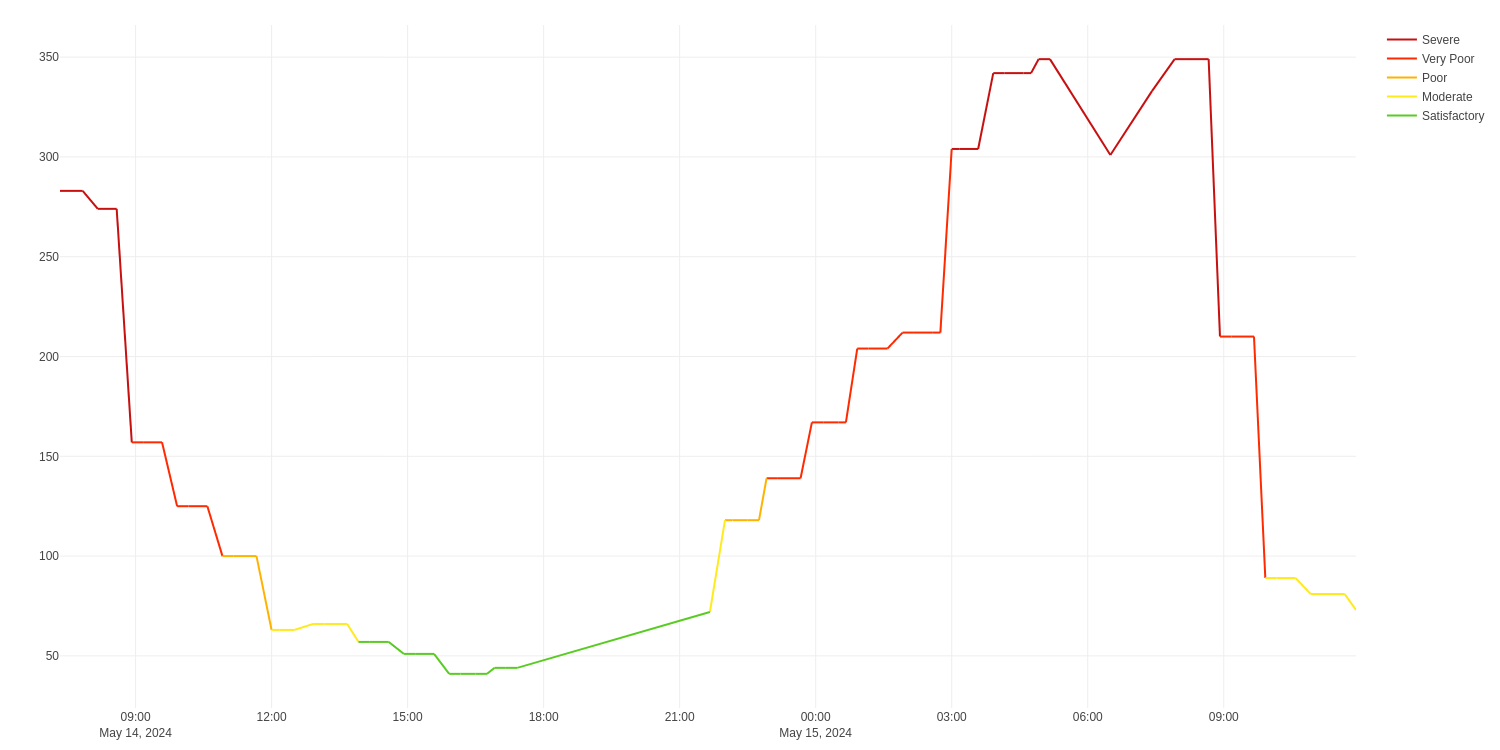 350
300
250
200
150
100
50
09:00
May 14, 2024
12:00
15:00
18:00
21:00
00:00
May 15, 2024
03:00
06:00
09:00
Severe
Very Poor
Poor
Moderate
Satisfactory